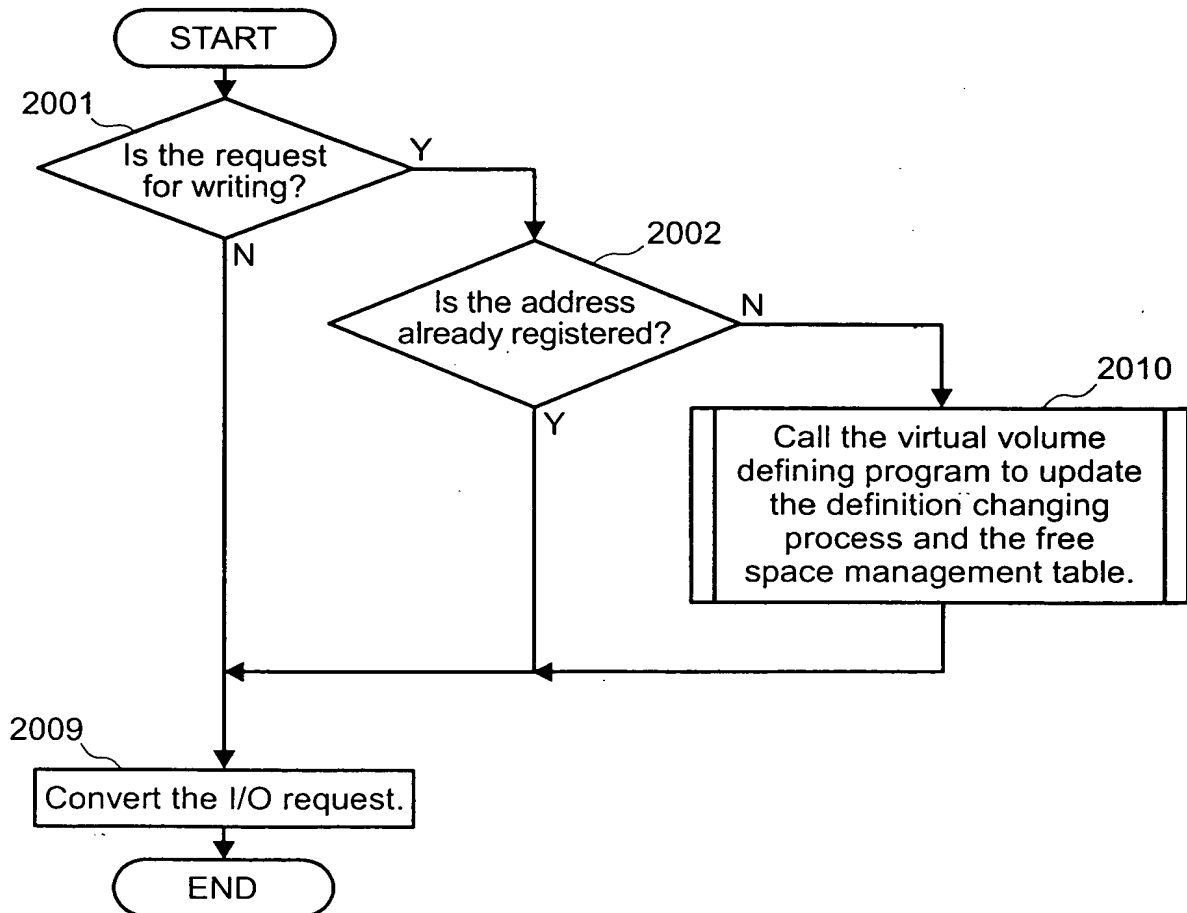 START
2001
Is the request
for writing?
Y
N
2002
Is the address
already registered?
N
Y
2010
Call the virtual volume
defining program to update
the definition changing
process and the free
space management table.
2009
Convert the I/O request.
END